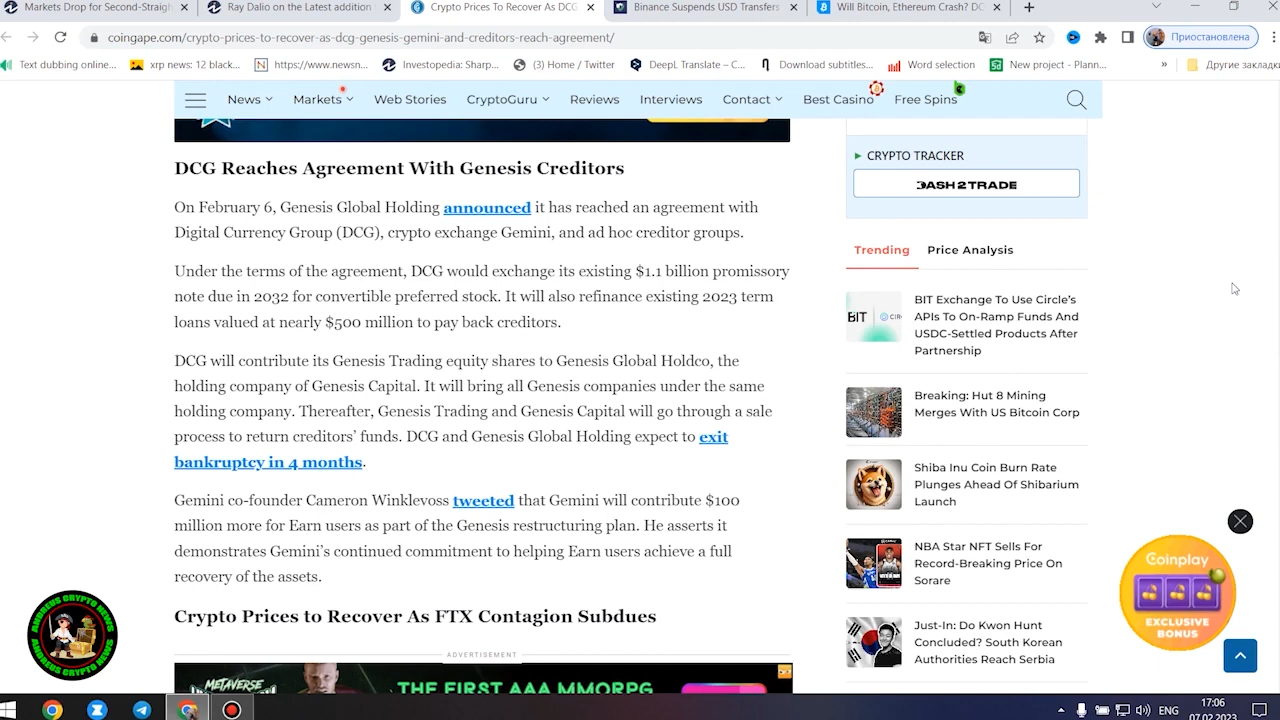 Markets Drop for Second-Straigh
Ray Dalio on the Latest addition
Crypto Prices To Recover As DCG
Binance Suspends USD Transfers
Will Bitcoin, Ethereum Crash? DC
coingape.com/crypto-prices-to-recover-as-dcg-genesis-gemini-and-creditors-reach-agreement/
Приостановлена
Text dubbing online...
xrp news: 12 black...
https://www.newsn...
Investopedia: Sharp...
(3) Home / Twitter
DeepL Translate – C...
Download subtitles...
Word selection
New project - Plann...
»
Другие закладки
News
Markets
Web Stories
CryptoGuru
Reviews
Interviews
Contact
Best Casino
Free Spins
DCG Reaches Agreement With Genesis Creditors
On February 6, Genesis Global Holding announced it has reached an agreement with
Digital Currency Group (DCG), crypto exchange Gemini, and ad hoc creditor groups.
Under the terms of the agreement, DCG would exchange its existing $1.1 billion promissory
note due in 2032 for convertible preferred stock. It will also refinance existing 2023 term
loans valued at nearly $500 million to pay back creditors.
DCG will contribute its Genesis Trading equity shares to Genesis Global Holdco, the
holding company of Genesis Capital. It will bring all Genesis companies under the same
holding company. Thereafter, Genesis Trading and Genesis Capital will go through a sale
process to return creditors' funds. DCG and Genesis Global Holding expect to exit
bankruptcy in 4 months.
Gemini co-founder Cameron Winklevoss tweeted that Gemini will contribute $100
million more for Earn users as part of the Genesis restructuring plan. He asserts it
demonstrates Gemini's continued commitment to helping Earn users achieve a full
recovery of the assets.
Crypto Prices to Recover As FTX Contagion Subdues
ADVERTISEMENT
METAVERSE
THE FIRST AAA MMORPG
CRYPTO TRACKER
DASH 2 TRADE
Trending
Price Analysis
BIT Exchange To Use Circle's
APIs To On-Ramp Funds And
USDC-Settled Products After
Partnership
Breaking: Hut 8 Mining
Merges With US Bitcoin Corp
Shiba Inu Coin Burn Rate
Plunges Ahead Of Shibarium
Launch
NBA Star NFT Sells For
Record-Breaking Price On
Sorare
Just-In: Do Kwon Hunt
Concluded? South Korean
Authorities Reach Serbia
BIT
CIR
Coinplay
EXCLUSIVE
BONUS
ANDREUS CRYPTO NEWS
ANDREUS CRYPTO NEWS
ENG
17:06
07.02.2023